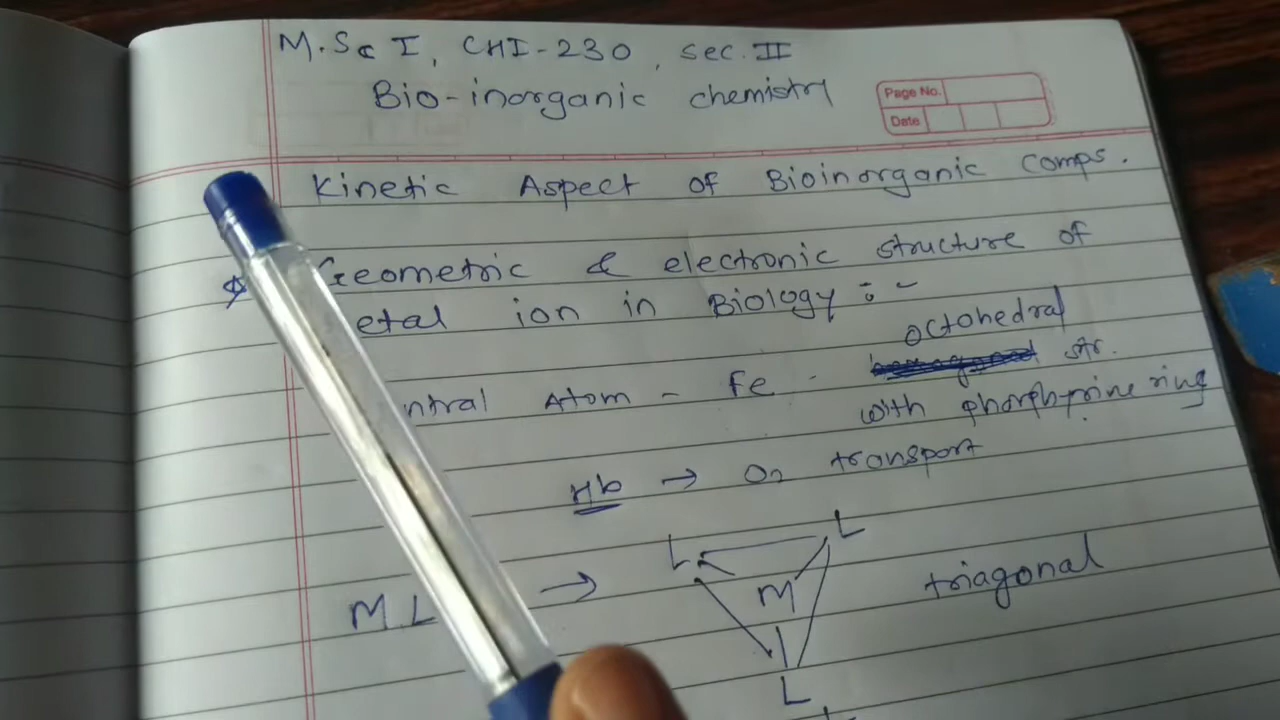 M.Sc I, CHI-230, sec. II
Bio-inorganic chemistry
Page No.
Date
Kinetic Aspect of Bioinorganic Comps.
Geometric & electronic structure of
etal ion in Biology :-
octohedral
ntral Atom - Fe - str.
with phorphyrine ring
Hb → O2 transport
L L
M L → M triagonal
L